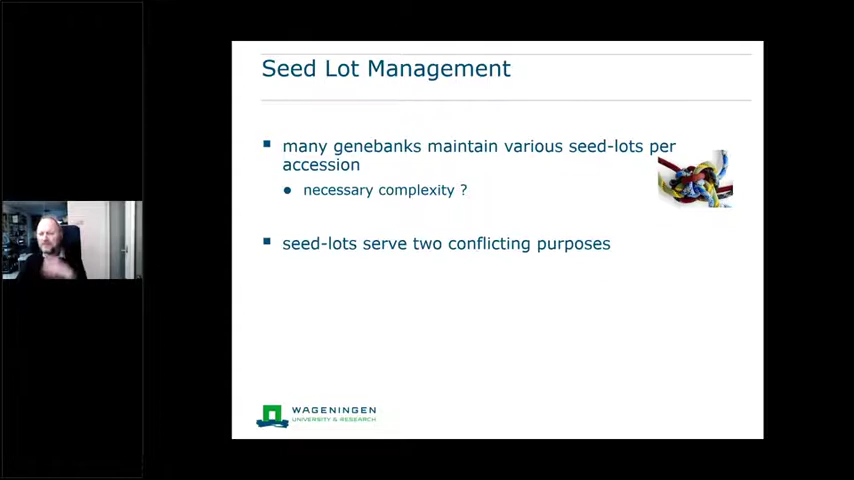 Seed Lot Management
many genebanks maintain various seed-lots per
accession
necessary complexity ?
seed-lots serve two conflicting purposes
WAGENINGEN
UNIVERSITY & RESEARCH